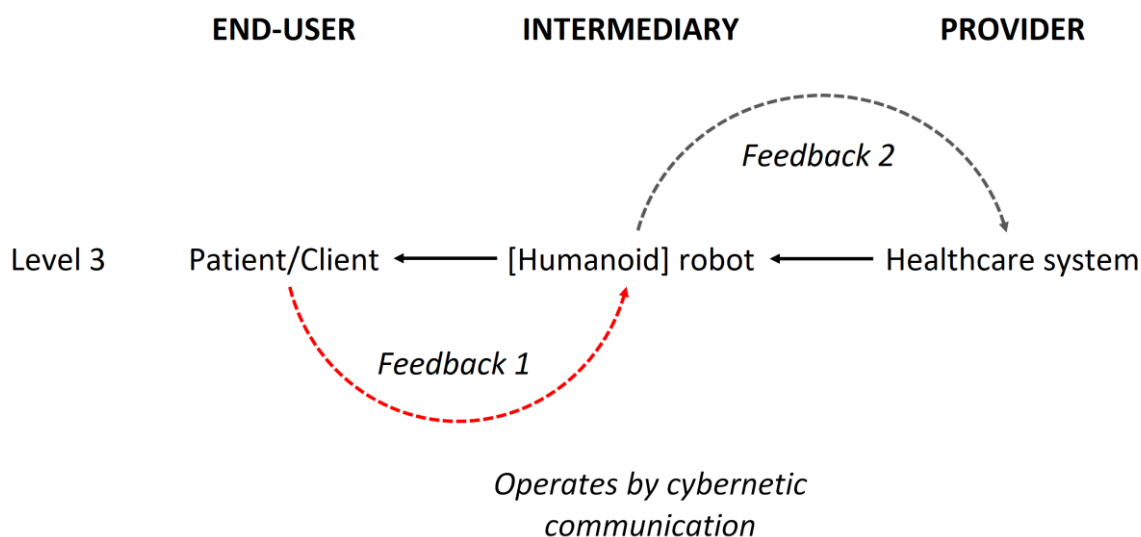 END-USER INTERMEDIARY PROVIDER
Feedback 2
Level 3 Patient/Client [Humanoid] robot Healthcare system
Feedback 1
Operates by cybernetic
communication